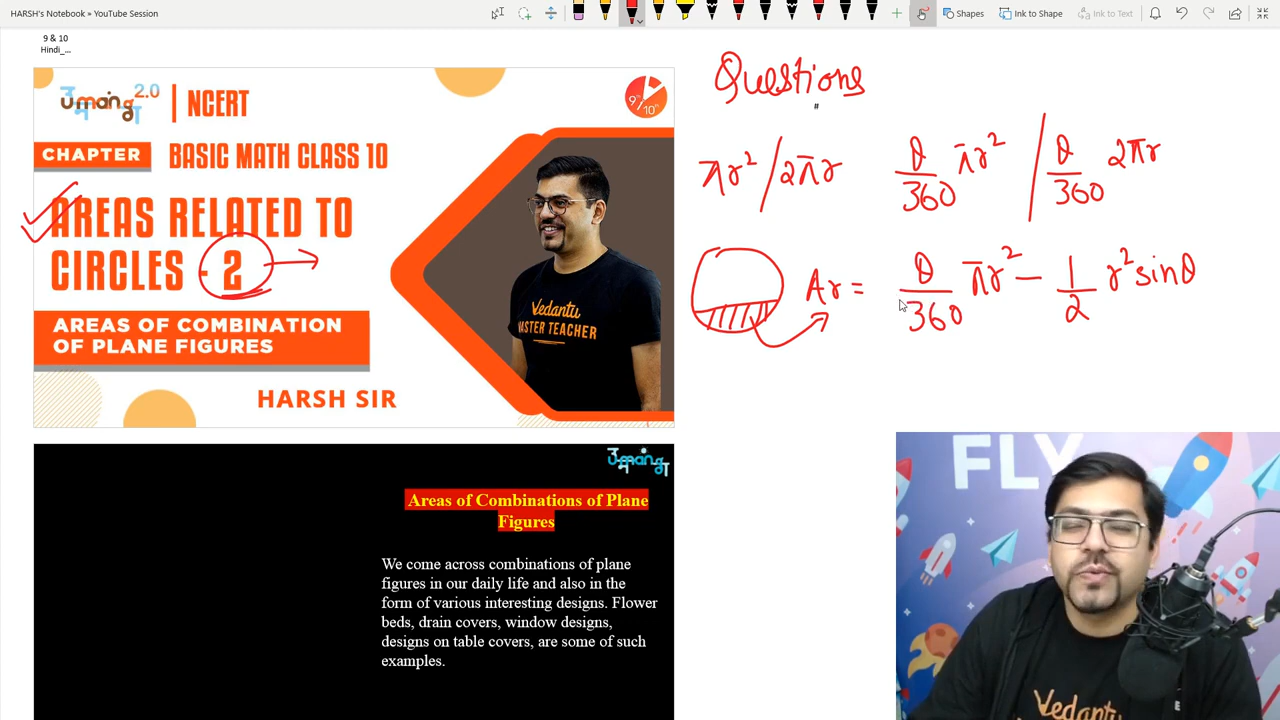 HARSH's Notebook » YouTube Session
Shapes
Ink to Shape
Ink to Text
9 & 10
Hindi_...
उमंग 2.0 | NCERT
9th/10th
CHAPTER BASIC MATH CLASS 10
AREAS RELATED TO
CIRCLES - 2
AREAS OF COMBINATION
OF PLANE FIGURES
HARSH SIR
Vedantu
MASTER TEACHER
Questions
πr² / 2πr
θ/360 πr² / θ/360 2πr
Ar = θ/360 πr² - 1/2 r² sinθ
Areas of Combinations of Plane
Figures
We come across combinations of plane
figures in our daily life and also in the
form of various interesting designs. Flower
beds, drain covers, window designs,
designs on table covers, are some of such
examples.
FLY
Vedantu